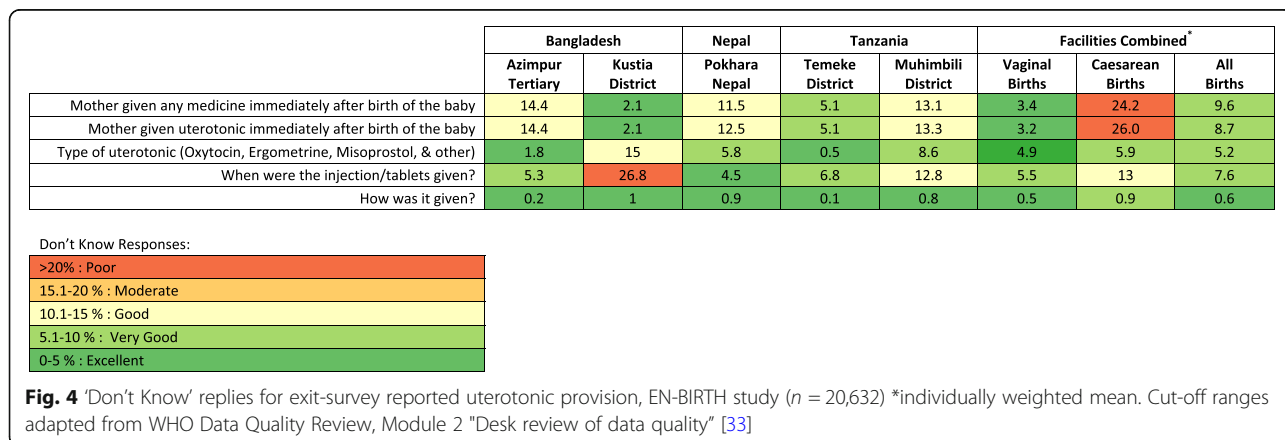 Bangladesh Nepal Tanzania Facilities Combined*
Azimpur Kustia Pokhara Temeke Muhimbili Vaginal Caesarean All
Tertiary District Nepal District District Births Births Births
Mother given any medicine immediately after birth of the baby 14.4 2.1 11.5 5.1 13.1 3.4 24.2 9.6
Mother given uterotonic immediately after birth of the baby 14.4 2.1 12.5 5.1 13.3 3.2 26.0 8.7
Type of uterotonic (Oxytocin, Ergometrine, Misoprostol, & other) 1.8 15 5.8 0.5 8.6 4.9 5.9 5.2
When were the injection/tablets given? 5.3 26.8 4.5 6.8 12.8 5.5 13 7.6
How was it given? 0.2 1 0.9 0.1 0.8 0.5 0.9 0.6
Don't Know Responses:
>20% : Poor
15.1-20 % : Moderate
10.1-15 % : Good
5.1-10 % : Very Good
0-5 % : Excellent
Fig. 4 'Don't Know' replies for exit-survey reported uterotonic provision, EN-BIRTH study (n = 20,632) *individually weighted mean. Cut-off ranges
adapted from WHO Data Quality Review, Module 2 "Desk review of data quality" [33]